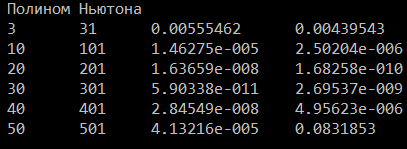 Полином Ньютона
3 31 0.00555462 0.00439543
10 101 1.46275e-005 2.50204e-006
20 201 1.63659e-008 1.68258e-010
30 301 5.90338e-011 2.69537e-009
40 401 2.84549e-008 4.95623e-006
50 501 4.13216e-005 0.0831853